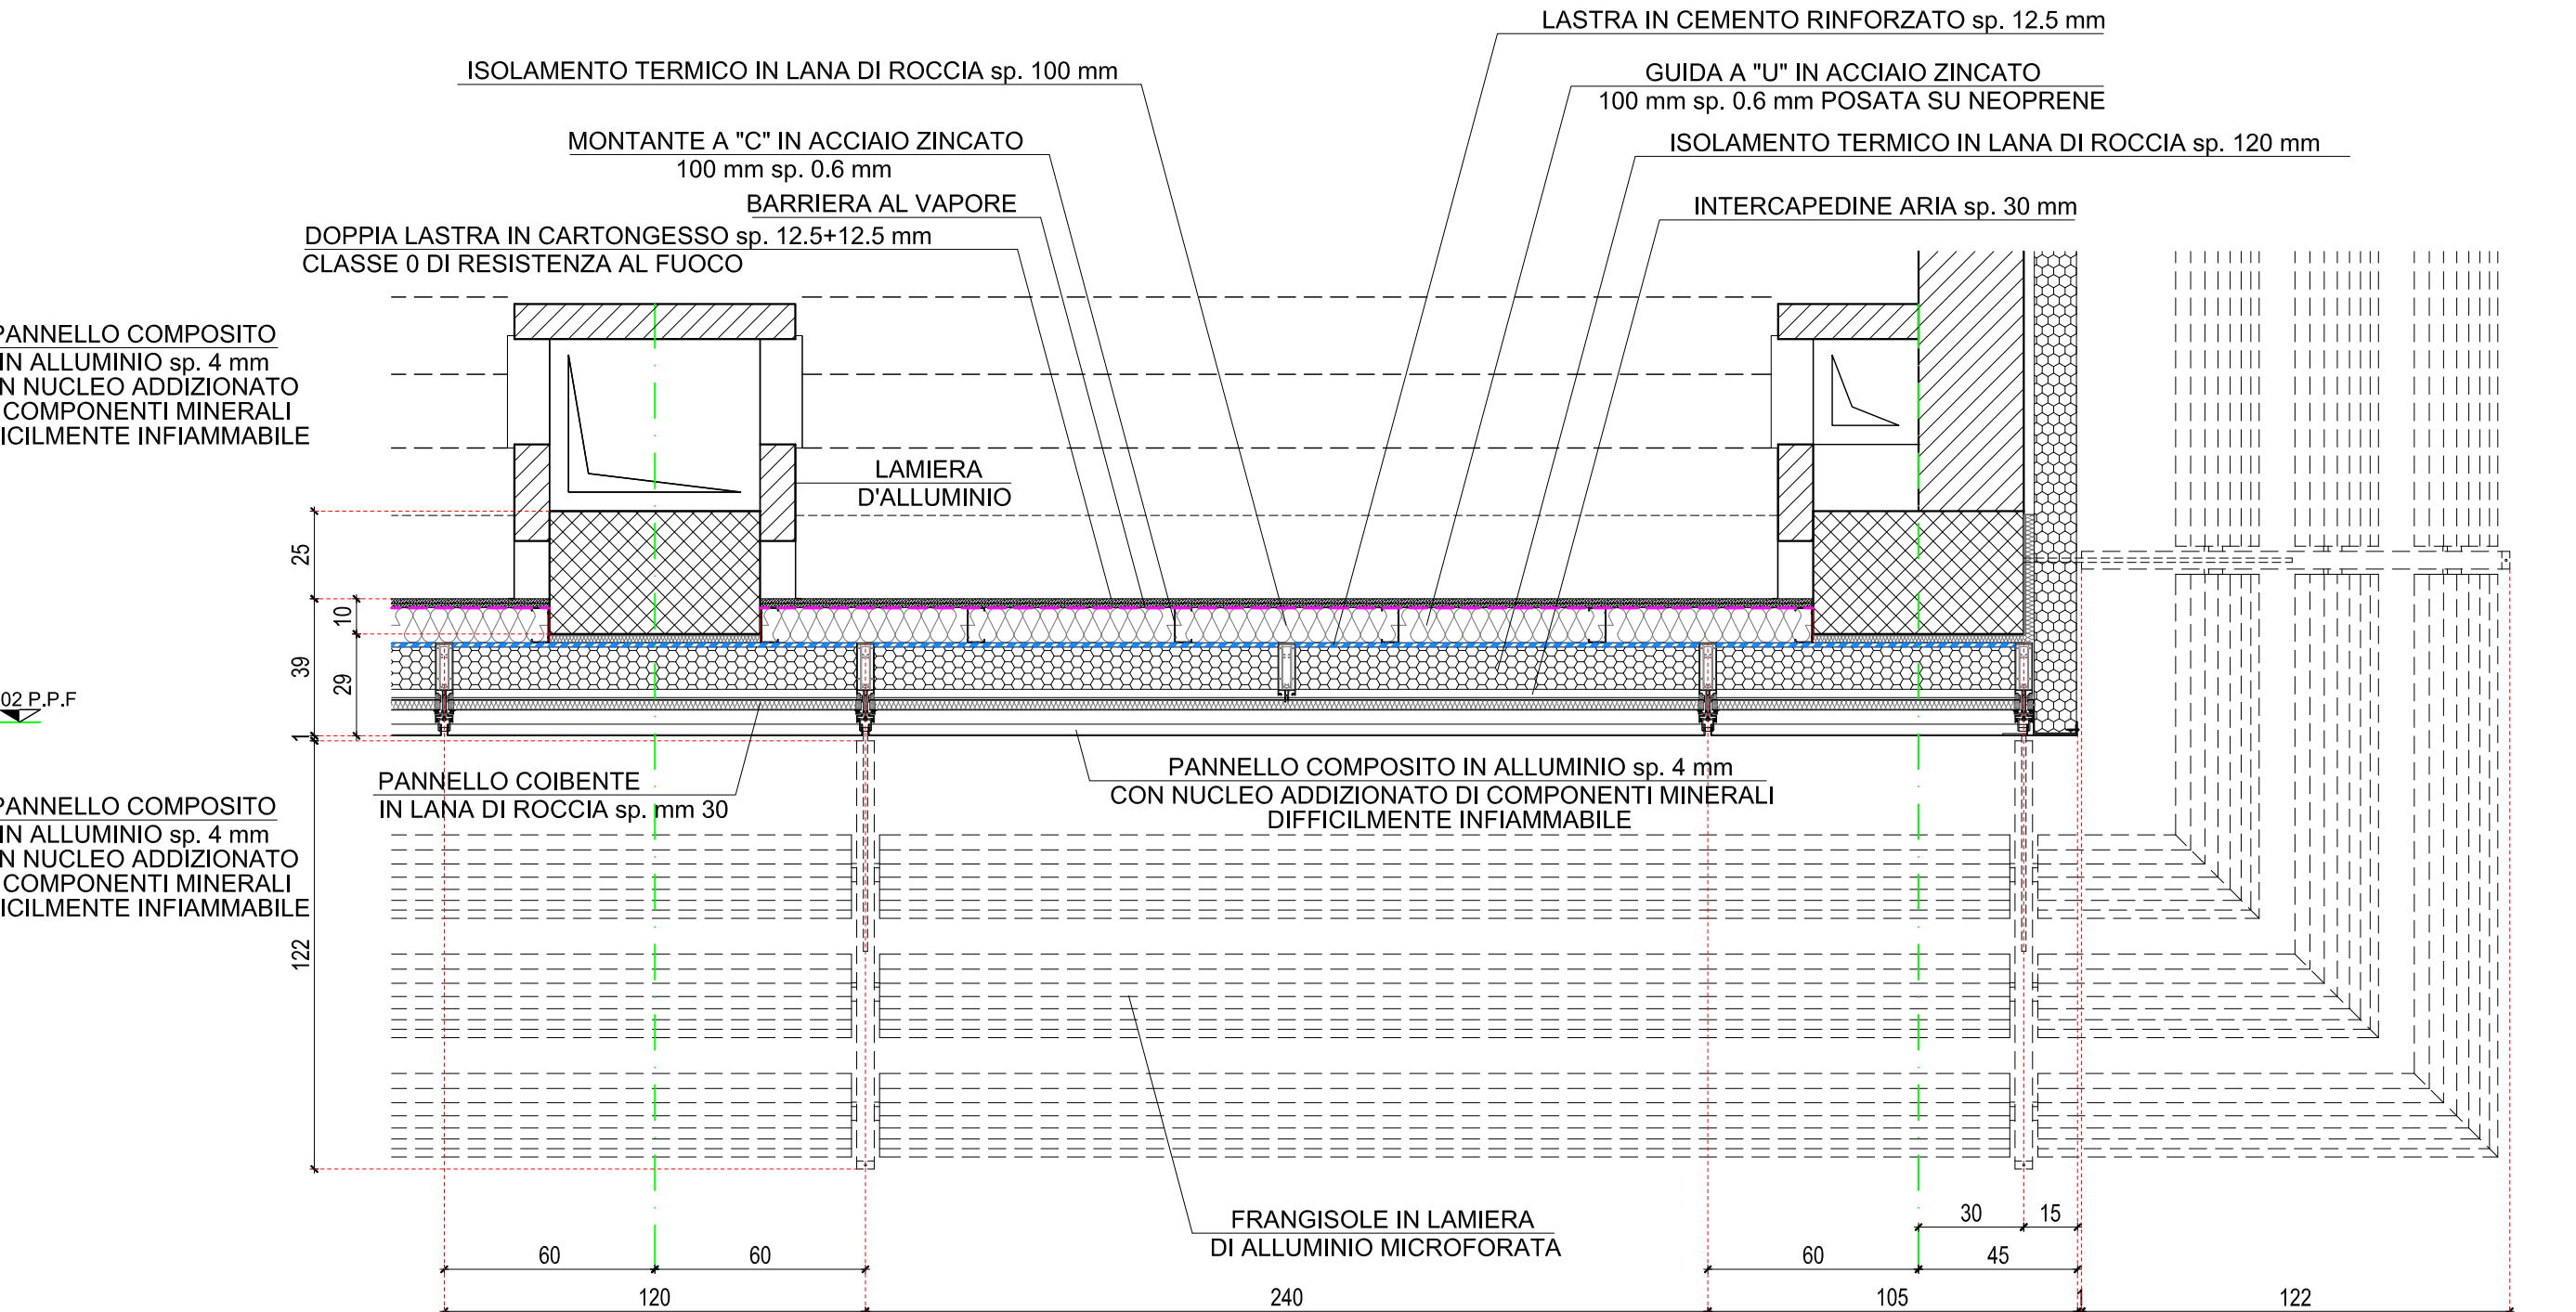 LASTRA IN CEMENTO RINFORZATO sp. 12.5 mm
ISOLAMENTO TERMICO IN LANA DI ROCCIA sp. 100 mm
GUIDA A "U" IN ACCIAIO ZINCATO
100 mm sp. 0.6 mm POSATA SU NEOPRENE
MONTANTE A "C" IN ACCIAIO ZINCATO
100 mm sp. 0.6 mm
ISOLAMENTO TERMICO IN LANA DI ROCCIA sp. 120 mm
BARRIERA AL VAPORE
INTERCAPEDINE ARIA sp. 30 mm
DOPPIA LASTRA IN CARTONGESSO sp. 12.5+12.5 mm
CLASSE 0 DI RESISTENZA AL FUOCO
PANNELLO COMPOSITO
IN ALLUMINIO sp. 4 mm
N NUCLEO ADDIZIONATO
COMPONENTI MINERALI
ICILMENTE INFIAMMABILE
LAMIERA
D'ALLUMINIO
25
10
39
29
02 P.P.F
1
PANNELLO COIBENTE
IN LANA DI ROCCIA sp. mm 30
PANNELLO COMPOSITO IN ALLUMINIO sp. 4 mm
CON NUCLEO ADDIZIONATO DI COMPONENTI MINERALI
DIFFICILMENTE INFIAMMABILE
PANNELLO COMPOSITO
IN ALLUMINIO sp. 4 mm
N NUCLEO ADDIZIONATO
COMPONENTI MINERALI
ICILMENTE INFIAMMABILE
122
FRANGISOLE IN LAMIERA
DI ALLUMINIO MICROFORATA
30 15
60 60 60 45
120 240 105 1 122